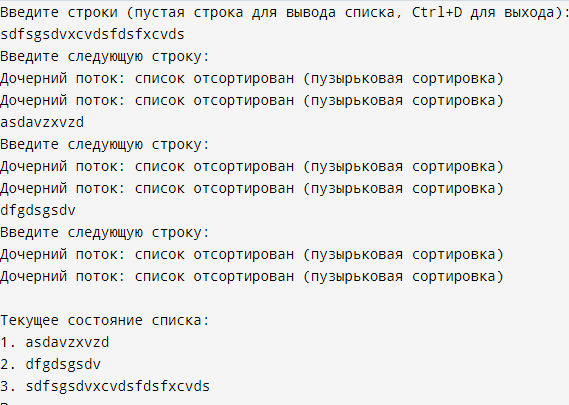 Введите строки (пустая строка для вывода списка, Ctrl+D для выхода):
sdfsgsdvxcvdsfdsfxcvds
Введите следующую строку:
Дочерний поток: список отсортирован (пузырьковая сортировка)
Дочерний поток: список отсортирован (пузырьковая сортировка)
asdavzxvzd
Введите следующую строку:
Дочерний поток: список отсортирован (пузырьковая сортировка)
Дочерний поток: список отсортирован (пузырьковая сортировка)
dfgdsgsdv
Введите следующую строку:
Дочерний поток: список отсортирован (пузырьковая сортировка)
Дочерний поток: список отсортирован (пузырьковая сортировка)
Текущее состояние списка:
1. asdavzxvzd
2. dfgdsgsdv
3. sdfsgsdvxcvdsfdsfxcvds